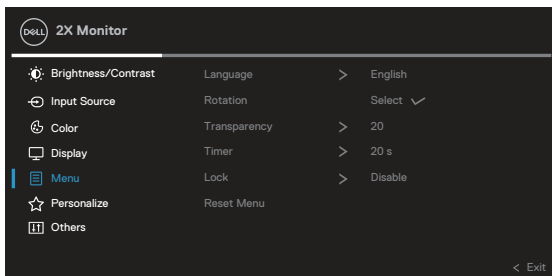 DELL 2X Monitor
Brightness/Contrast Language > English
Input Source Rotation Select ✓
Color Transparency > 20
Display Timer > 20 s
Menu Lock > Disable
Personalize Reset Menu
Others
< Exit